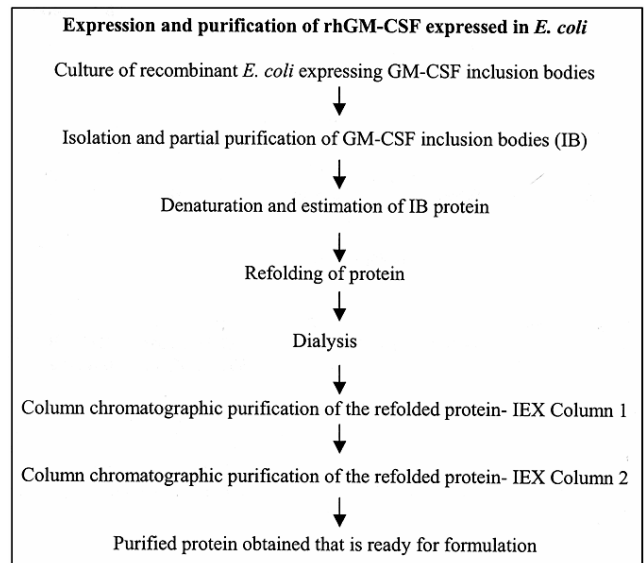 Expression and purification of rhGM-CSF expressed in E. coli
Culture of recombinant E. coli expressing GM-CSF inclusion bodies
Isolation and partial purification of GM-CSF inclusion bodies (IB)
Denaturation and estimation of IB protein
Refolding of protein
Dialysis
Column chromatographic purification of the refolded protein- IEX Column 1
Column chromatographic purification of the refolded protein- IEX Column 2
Purified protein obtained that is ready for formulation